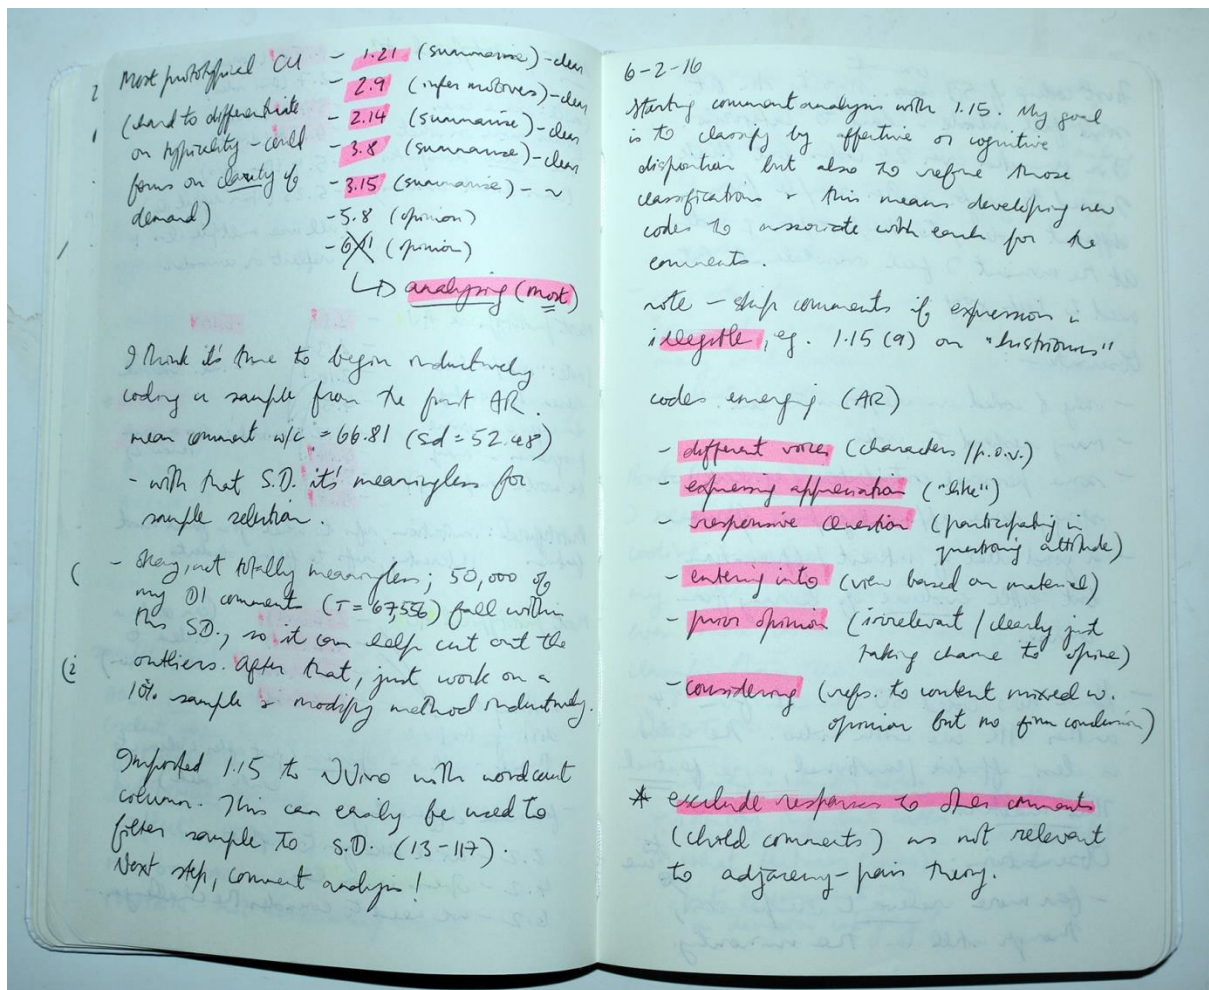 Most prototypical CU - 1.21 (summarise) - clear
(hard to differentiate - 2.9 (infer motives) - clear
on typicality - could - 2.14 (summarise) - clear
focus on clarity of - 3.8 (summarise) - clear
demand) - 3.15 (summarise) - ~
- 5.8 (opinion)
- 6.11 (opinion)
↳ analysing (most)
I think it's time to begin inductively
coding a sample from the first AR.
mean comment w/c = 66.81 (sd = 52.48)
- with that S.D. it's meaningless for
sample selection.
- okay, not totally meaningless; 50,000 of
my D1 comments (T = 67,556) fall within
this S.D., so it can help cut out the
outliers. After that, just work on a
10% sample & modify method inductively.
Imported 1.15 to NVivo with wordcount
column. This can easily be used to
filter sample to S.D. (13-117).
Next step, comment analysis!
6-2-16
Starting comment analysis with 1.15. My goal
is to classify by affective or cognitive
disposition but also to refine those
classifications & this means developing new
codes to associate with each for the
comments.
note - skip comments if expression is
illegible, eg. 1.15 (9) on "histrionus"
codes emerging (AR)
- different voices (characters / p.o.v.)
- expressing appreciation ("like")
- responsive question (participating in
questioning attitude)
- entering into (view based on material)
- prior opinion (irrelevant / clearly just
taking chance to opine)
- considering (refs. to content mixed w.
opinion but no firm conclusion)
* exclude responses to other comments
(child comments) as not relevant
to adjacency-pair theory.